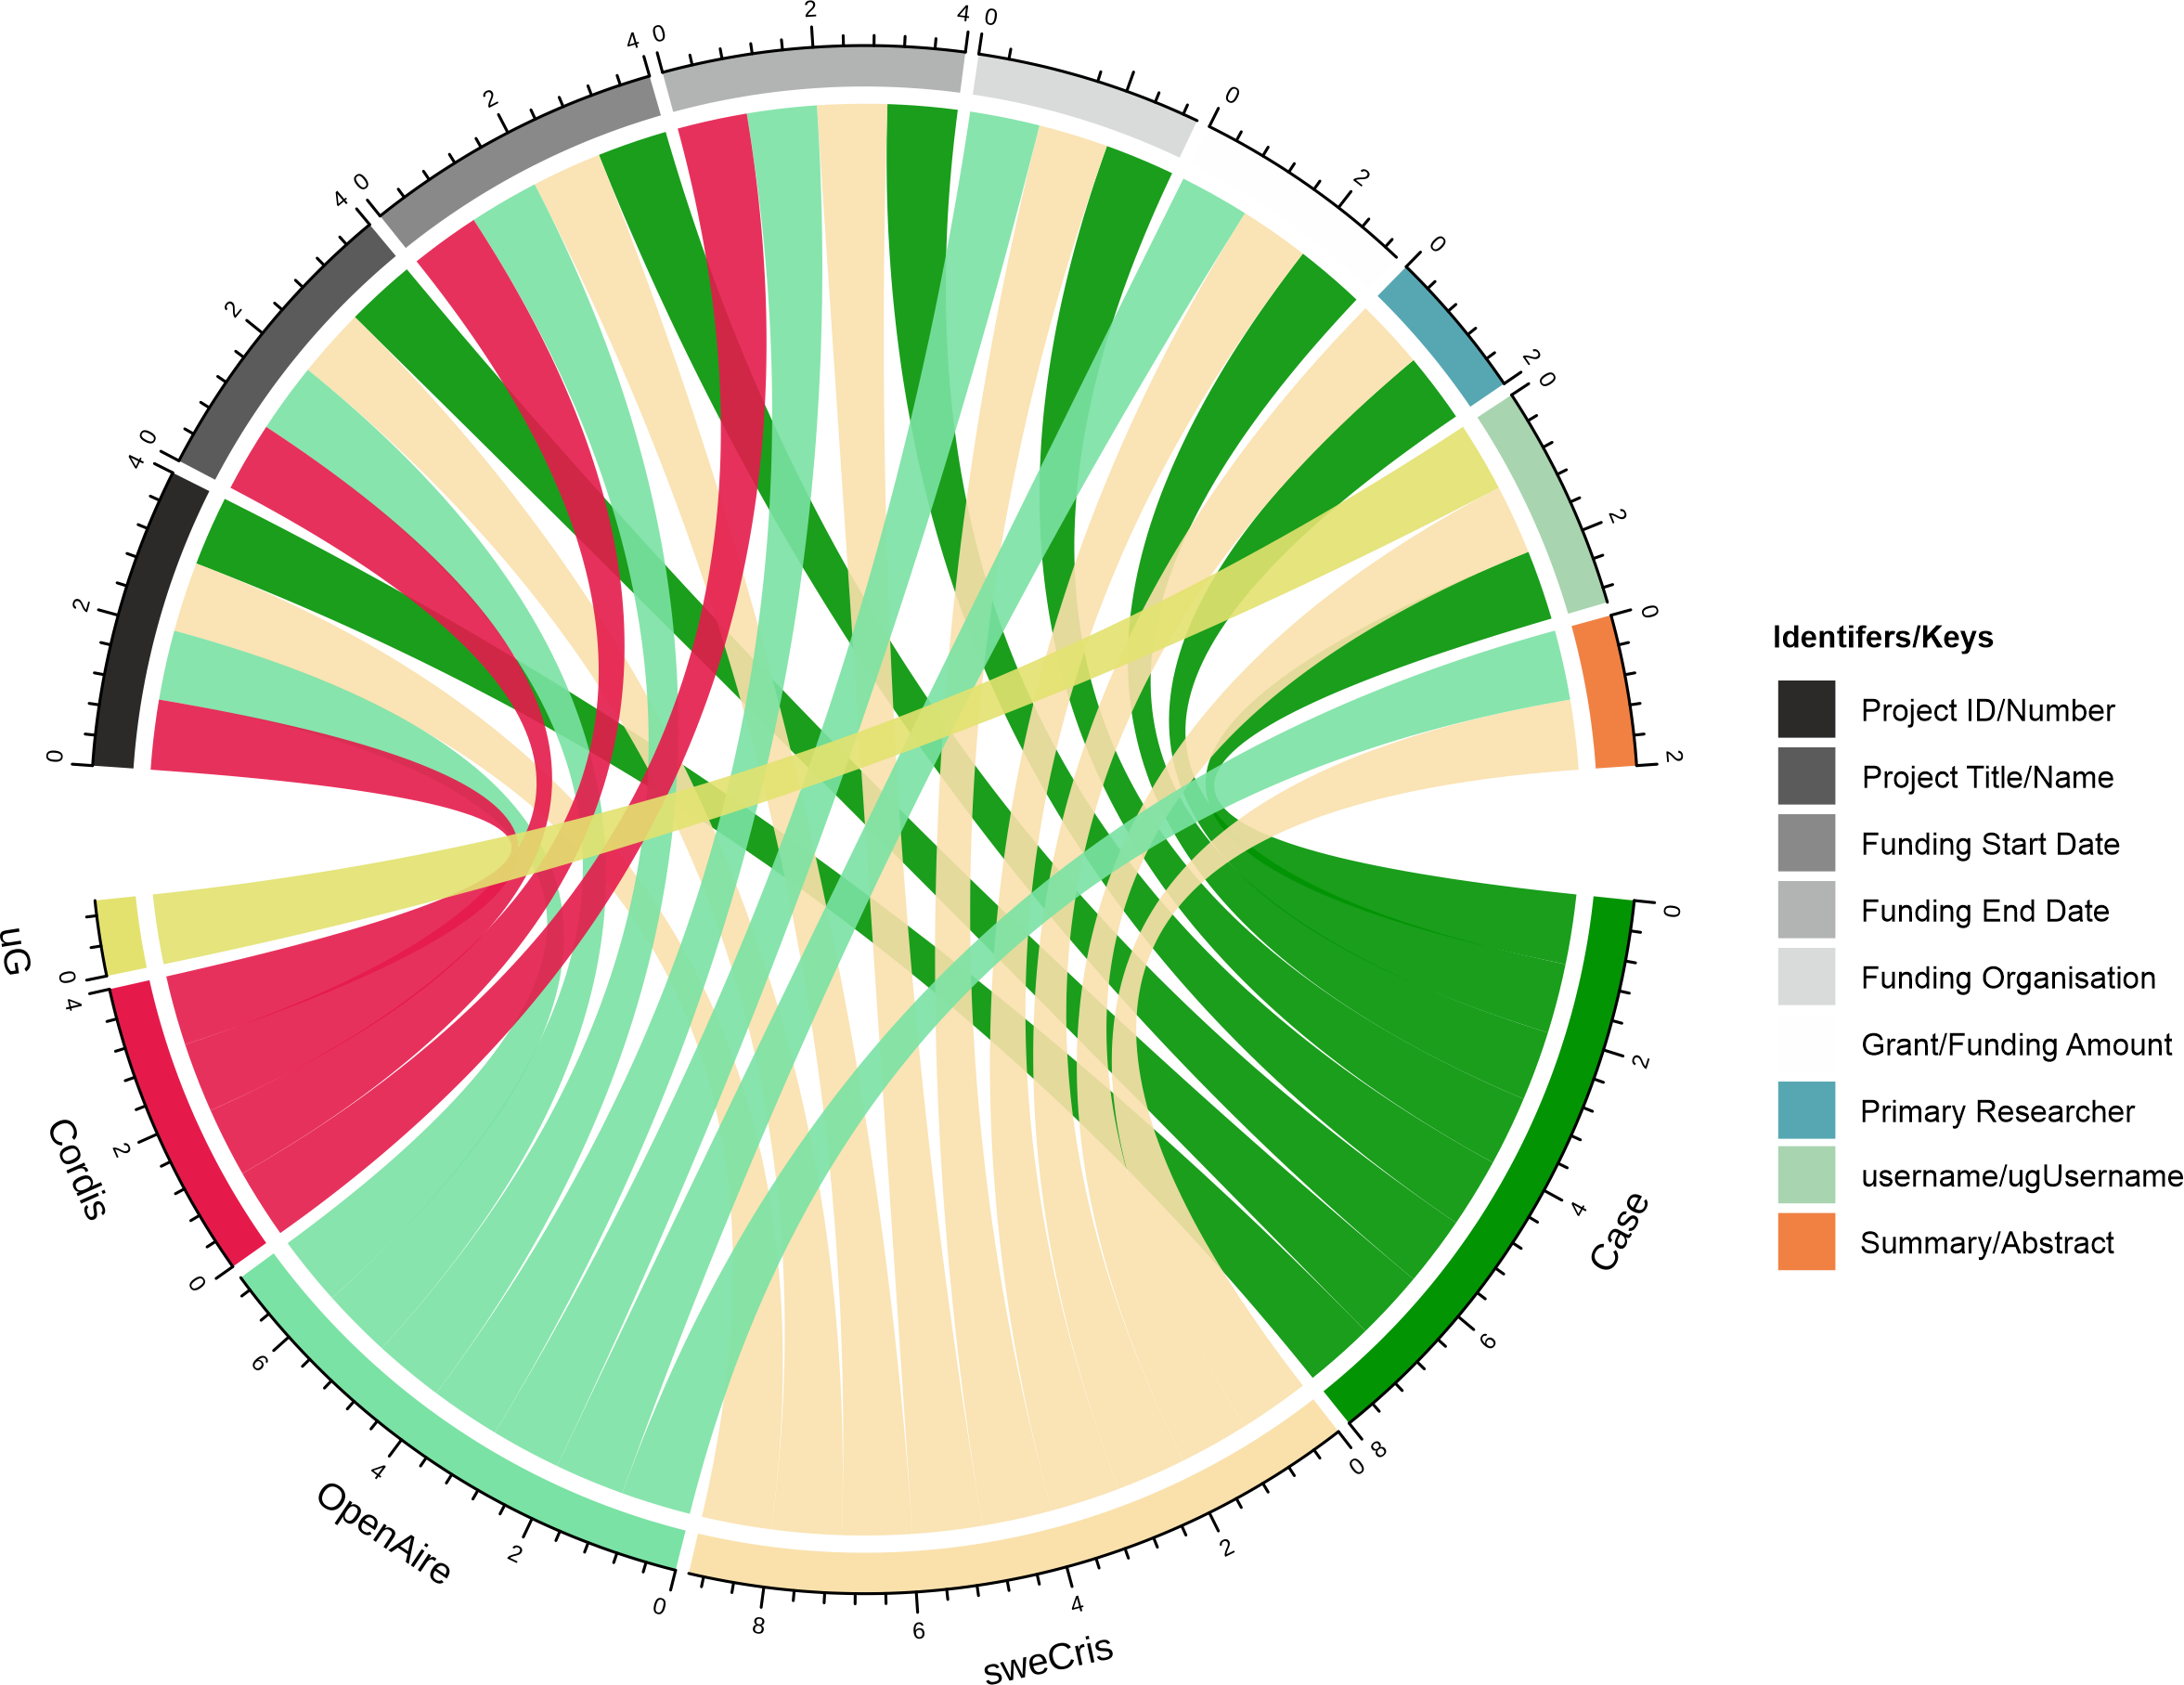 Identifers/Keys
Project ID/Number
Project Title/Name
Funding Start Date
Funding End Date
Funding Organisation
Grant/Funding Amount
Primary Researcher
username/ugUsername
Summary/Abstract
0
2
4
0
2
4
0
2
4
0
2
4
0
0
2
0
2
0
2
0
2
0
2
4
6
8
Case
0
2
4
6
8
sweCris
0
2
4
6
OpenAire
0
2
4
Cordis
0
uG